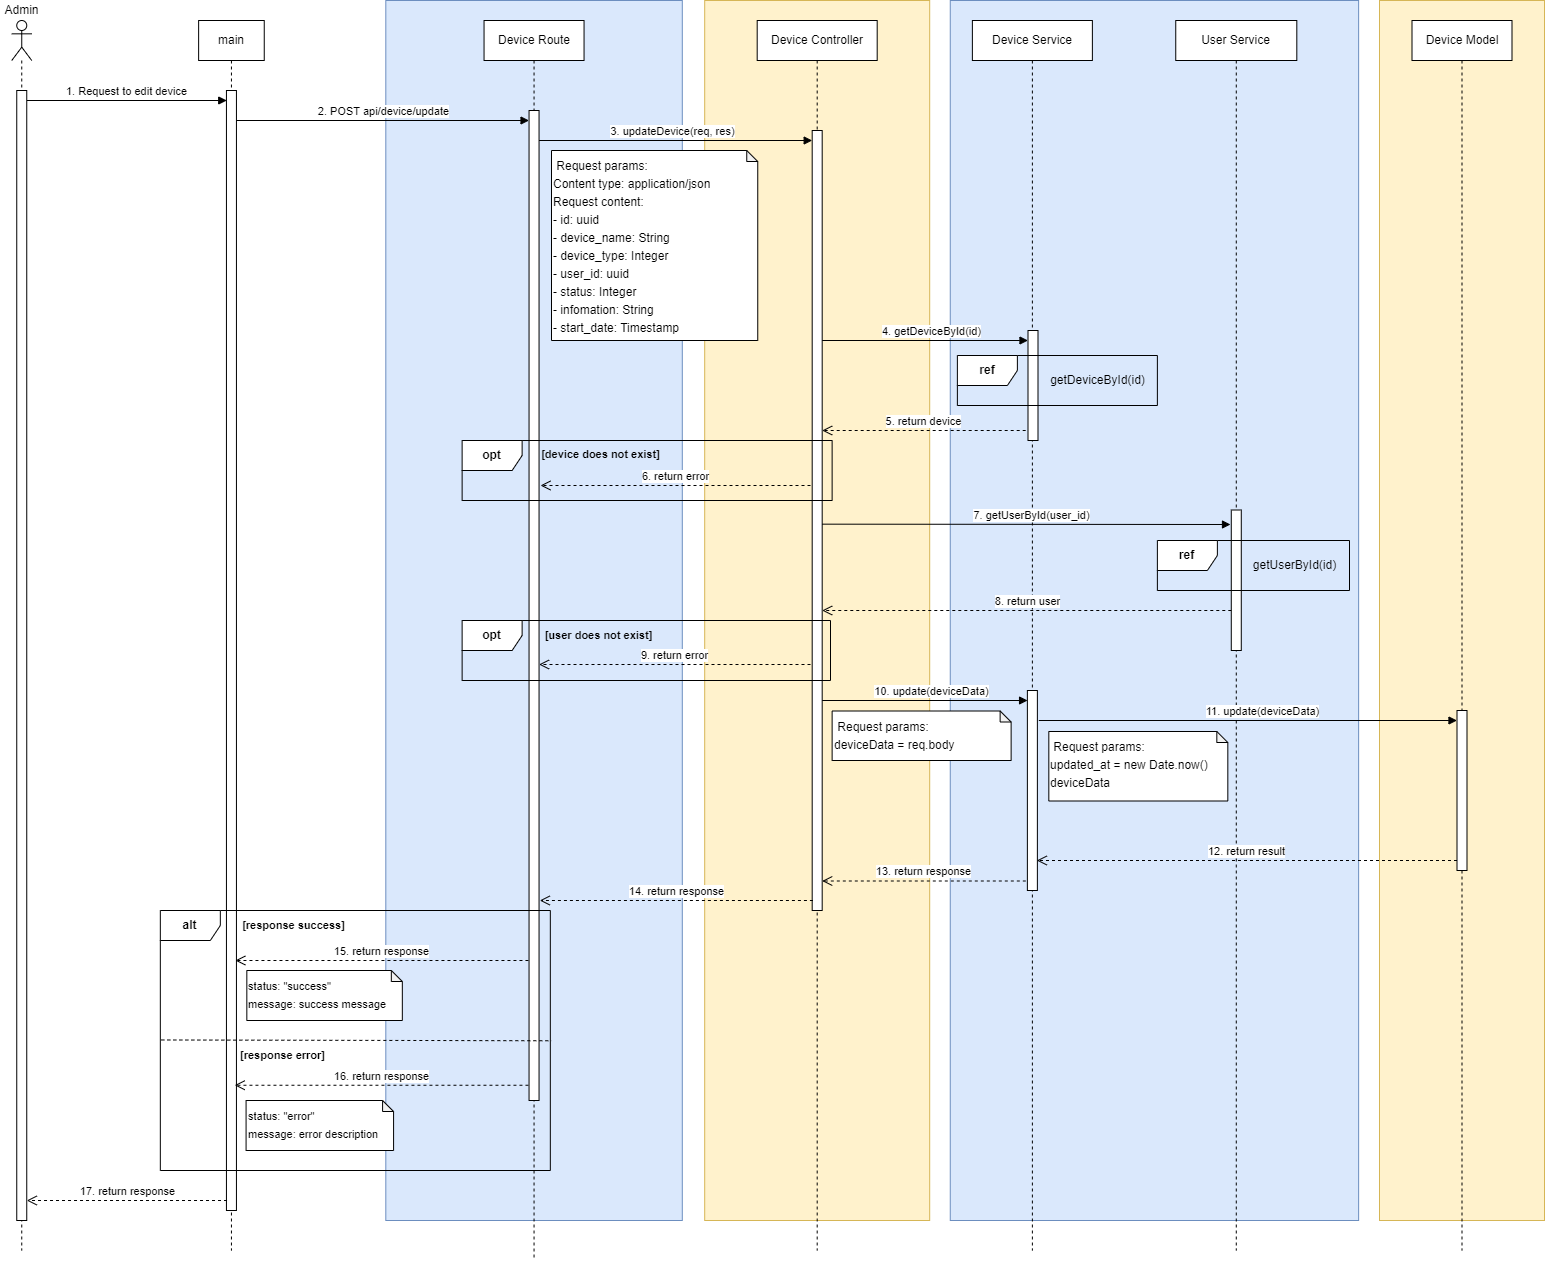 Admin
main
Device Route
Device Controller
Device Service
User Service
Device Model
1. Request to edit device
2. POST api/device/update
3. updateDevice(req, res)
Request params:
Content type: application/json
Request content:
- id: uuid
- device_name: String
- device_type: Integer
- user_id: uuid
- status: Integer
- infomation: String
- start_date: Timestamp
4. getDeviceById(id)
ref
getDeviceById(id)
5. return device
opt
[device does not exist]
6. return error
7. getUserById(user_id)
ref
getUserById(id)
8. return user
opt
[user does not exist]
9. return error
10. update(deviceData)
Request params:
deviceData = req.body
11. update(deviceData)
Request params:
updated_at = new Date.now()
deviceData
12. return result
13. return response
14. return response
alt
[response success]
15. return response
status: "success"
message: success message
[response error]
16. return response
status: "error"
message: error description
17. return response